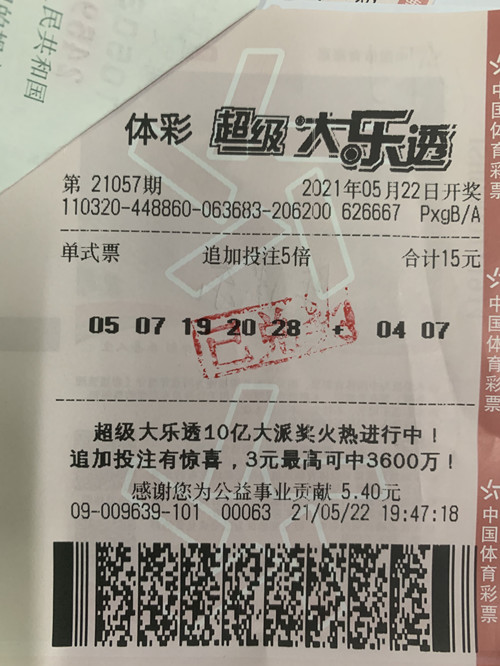 民共和国
体彩 超级大乐透
第 21057期 2021年05月22日开奖
110320-448860-063683-206200 626667 PxgB/A
单式票 追加投注5倍 合计15元
05 07 19 20 28 + 04 07
超级大乐透10亿大派奖火热进行中！
追加投注有惊喜，3元最高可中3600万！
感谢您为公益事业贡献 5.40元
09-009639-101 00063 21/05/22 19:47:18
中国体育彩票
中国体育彩票
中国体育彩票